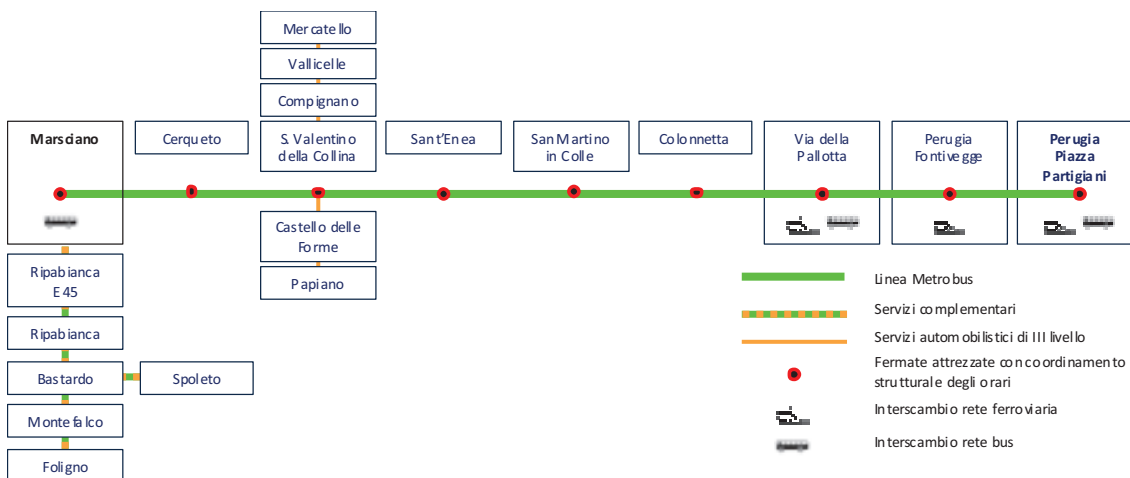 Mercatello
Vallicelle
Compignano
Marsciano
Cerqueto
S. Valentino
della Collina
Sant'Enea
San Martino
in Colle
Colonnetta
Via della
Pallotta
Perugia
Fontivegge
Perugia
Piazza
Partigiani
Castello delle
Forme
Papiano
Ripabianca
E 45
Ripabianca
Bastardo
Spoleto
Montefalco
Foligno
Linea Metrobus
Servizi complementari
Servizi automobilistici di III livello
Fermate attrezzate con coordinamento
strutturale degli orari
Interscambio rete ferroviaria
Interscambio rete bus